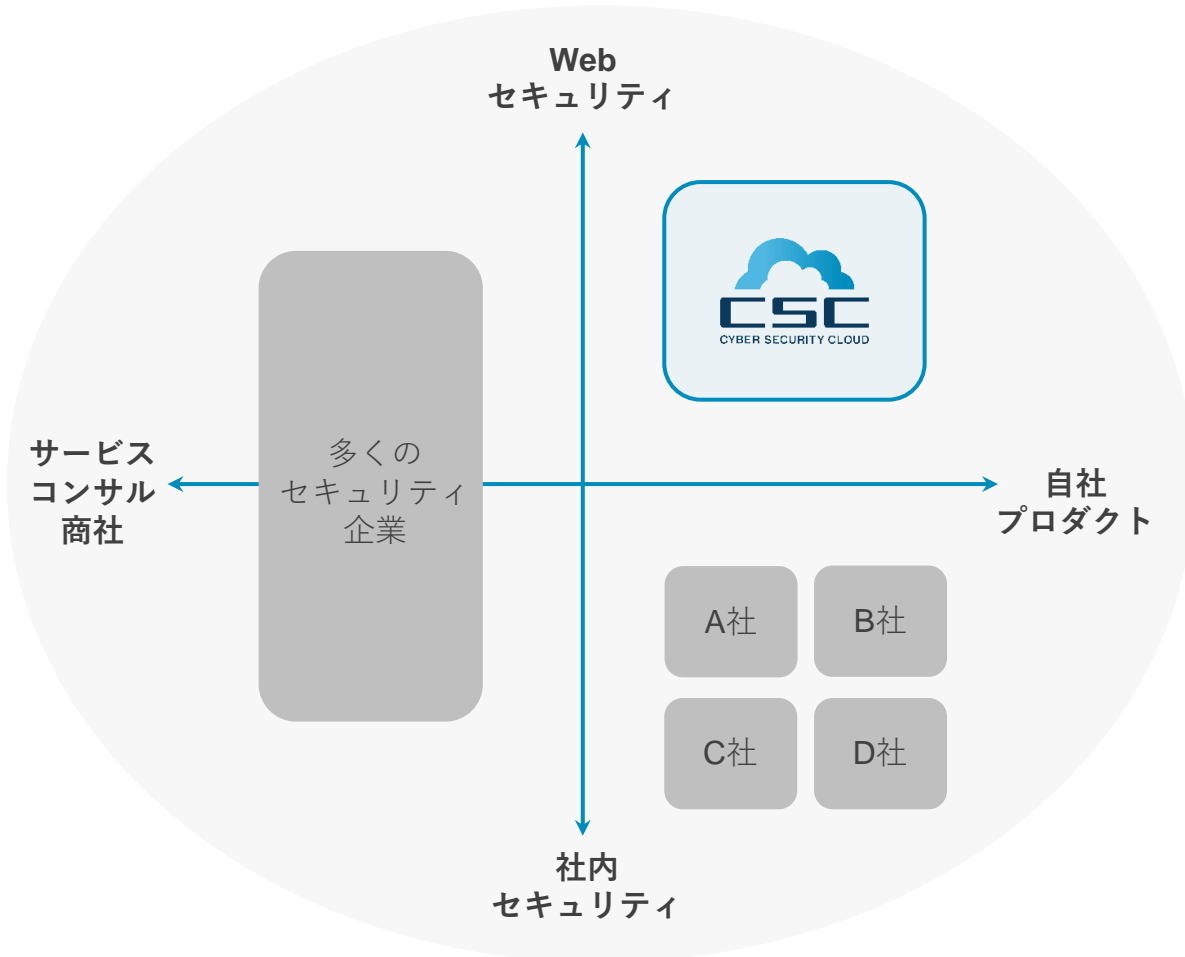 Web
セキュリティ
CSC
CYBER SECURITY CLOUD
サービス
コンサル
商社
多くの
セキュリティ
企業
自社
プロダクト
A社
B社
C社
D社
社内
セキュリティ